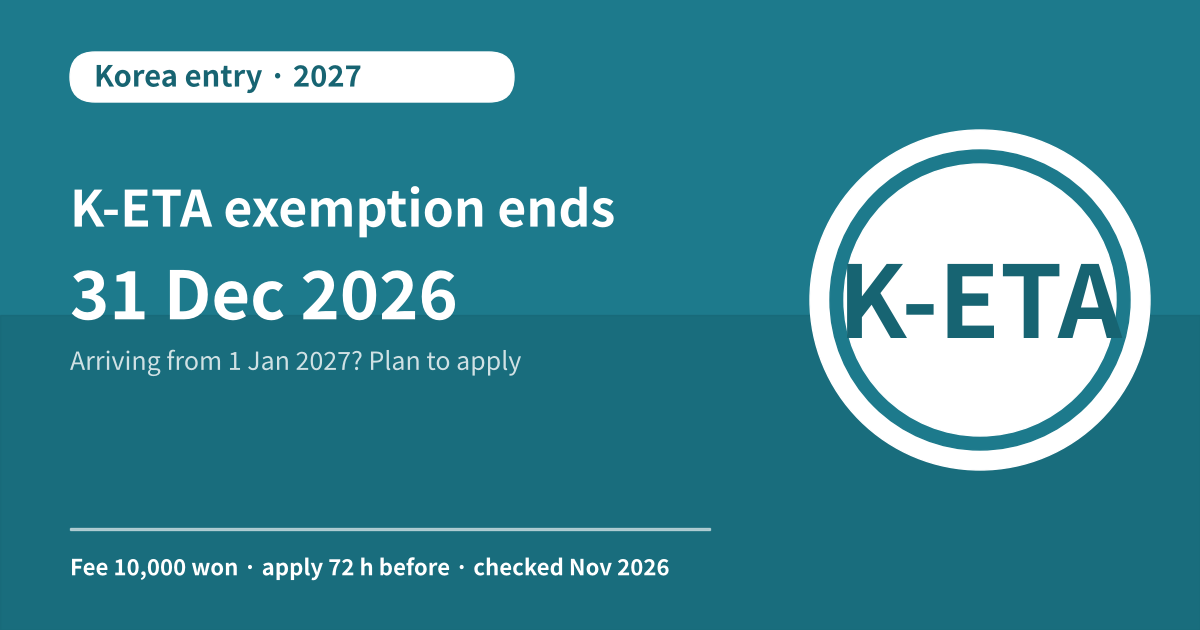 Korea entry · 2027
K-ETA exemption ends
31 Dec 2026
Arriving from 1 Jan 2027? Plan to apply
K-ETA
Fee 10,000 won · apply 72 h before · checked Nov 2026